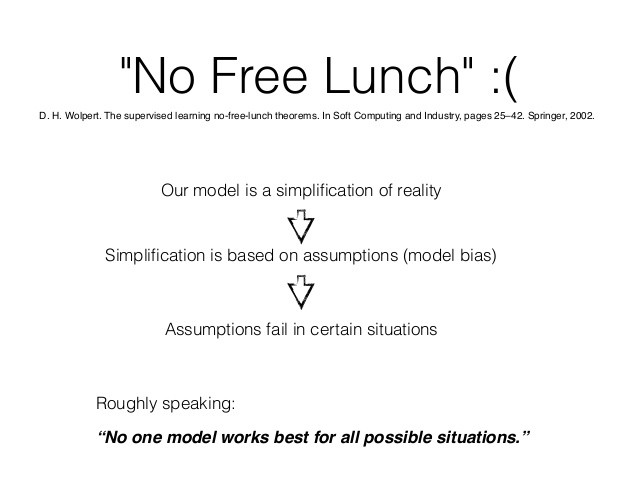 "No Free Lunch" :(
D. H. Wolpert. The supervised learning no-free-lunch theorems. In Soft Computing and Industry, pages 25–42. Springer, 2002.
Our model is a simplification of reality
Simplification is based on assumptions (model bias)
Assumptions fail in certain situations
Roughly speaking:
“No one model works best for all possible situations.”